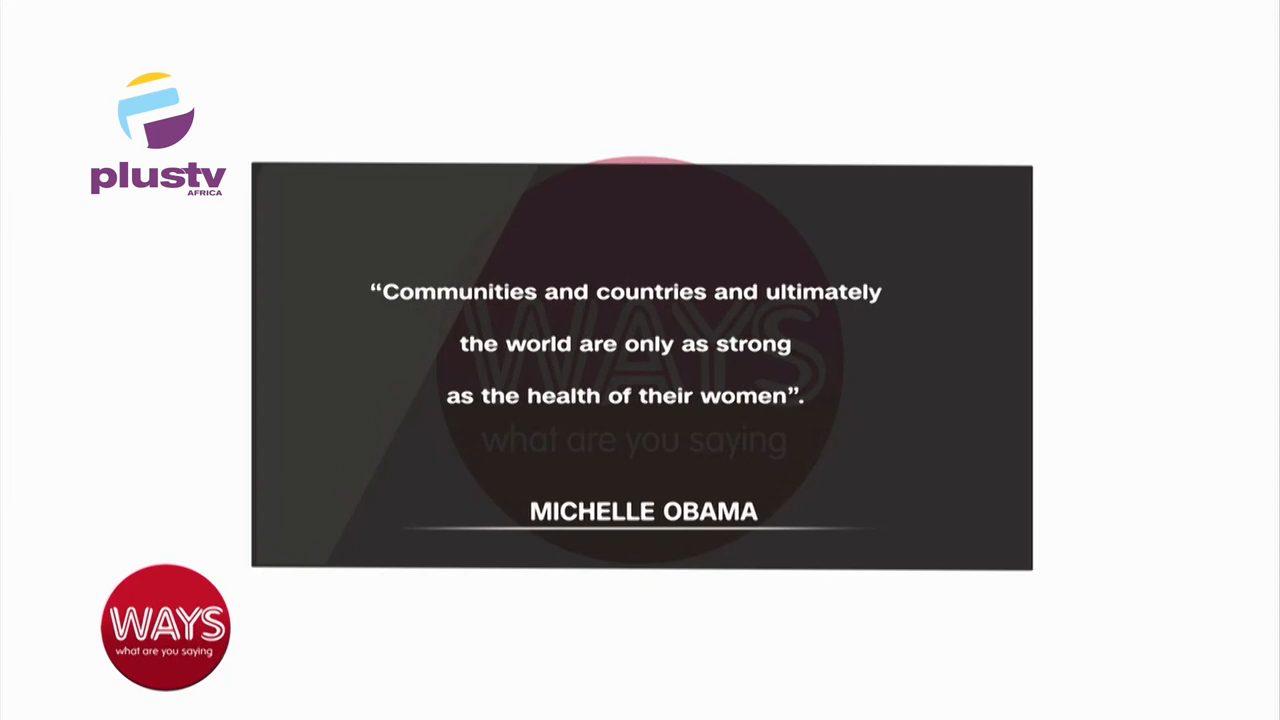 plustv
AFRICA
“Communities and countries and ultimately
the world are only as strong
as the health of their women”.
WAYS
what are you saying
MICHELLE OBAMA
WAYS
what are you saying